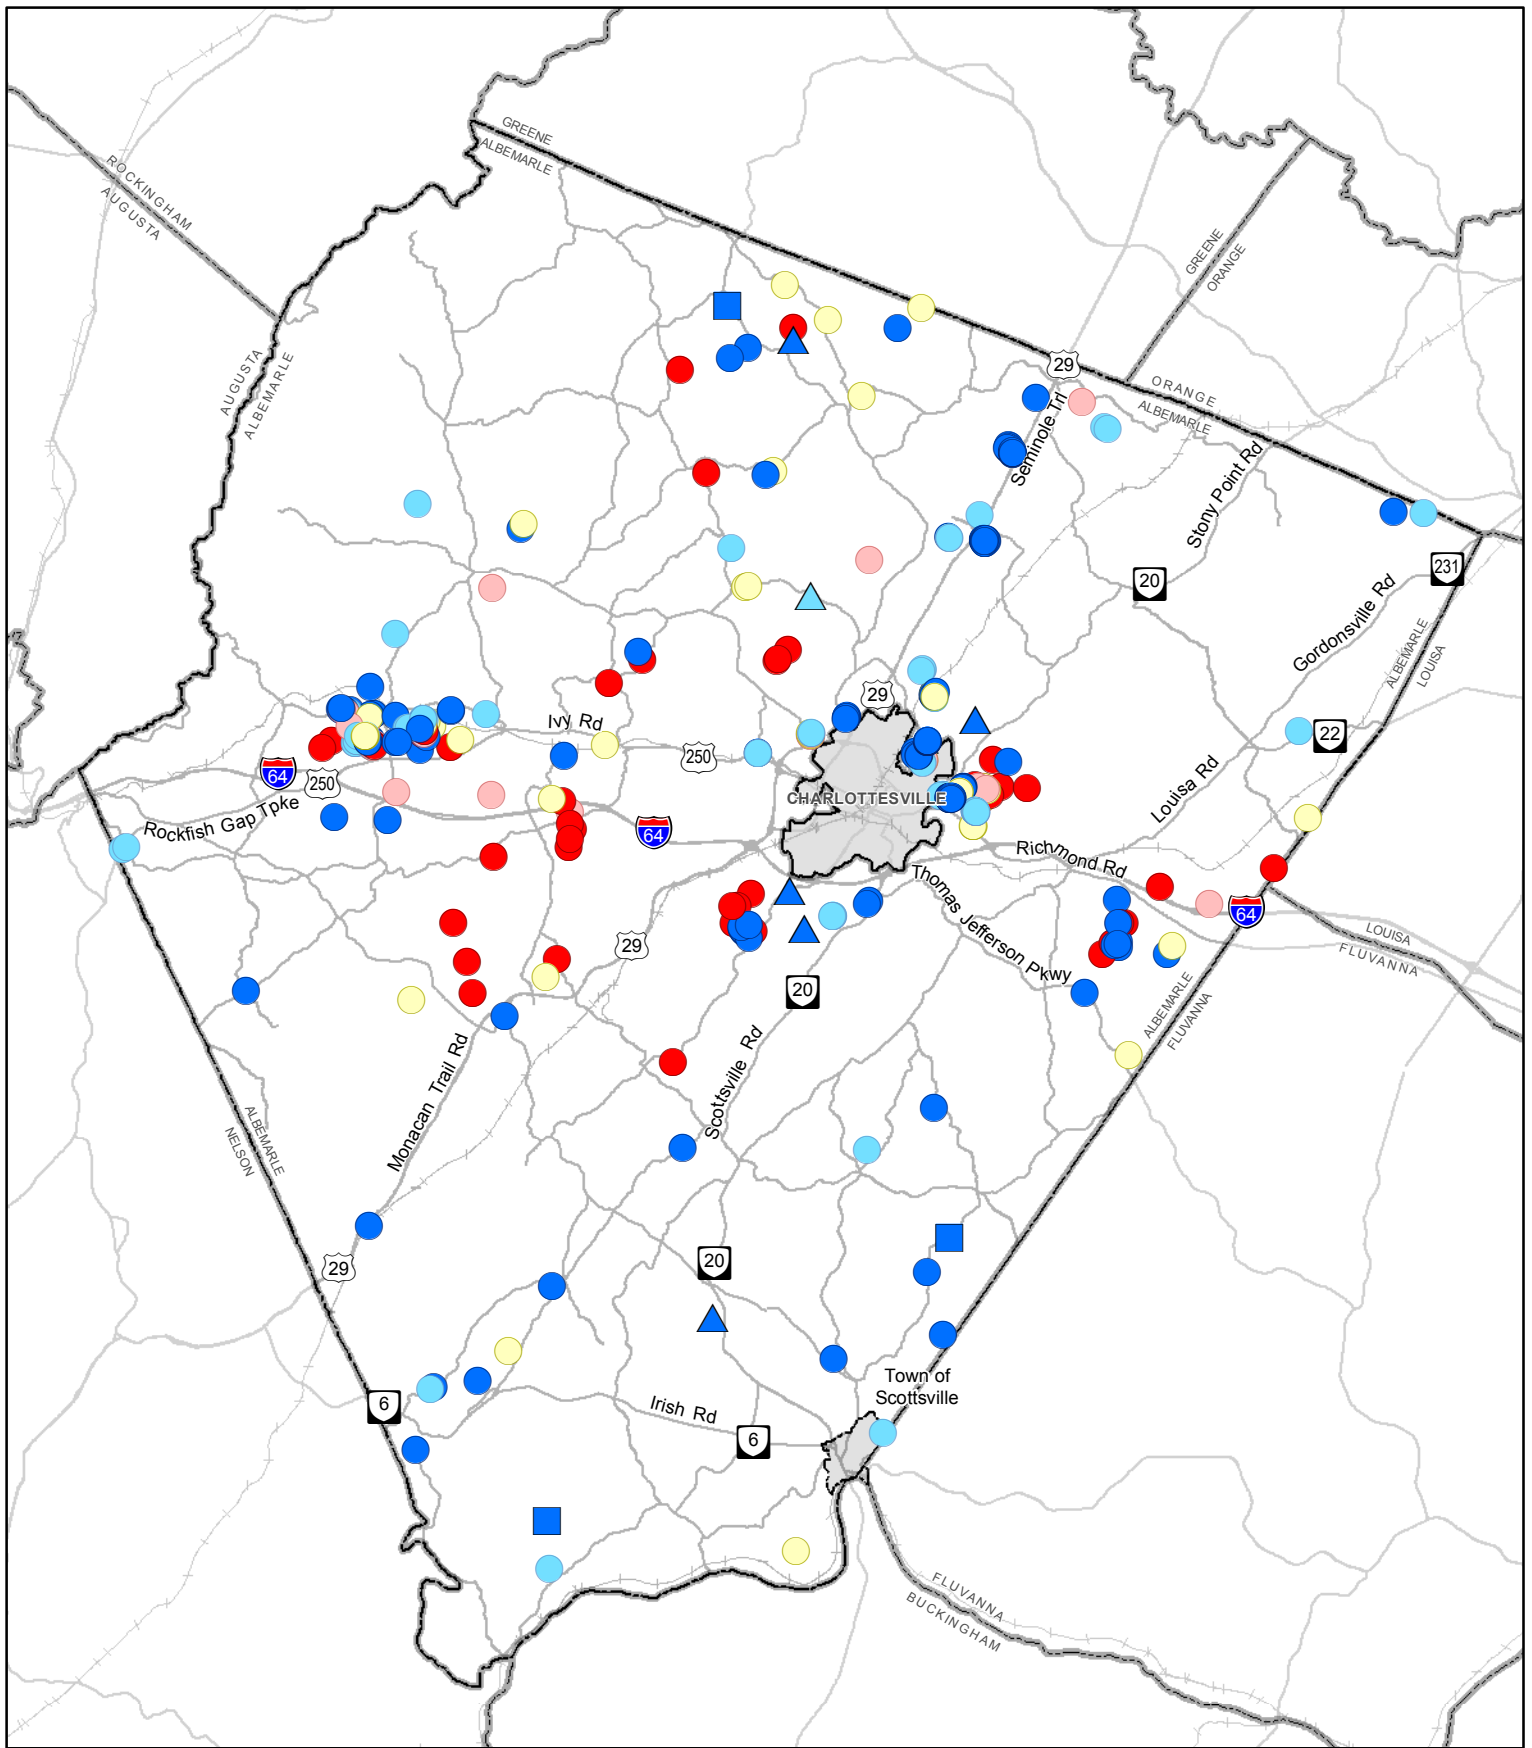 GREENE
ALBEMARLE
ROCKINGHAM
AUGUSTA
GREENE
ORANGE
AUGUSTA
ALBEMARLE
29
ORANGE
ALBEMARLE
Seminole Trl
Stony Point Rd
20
231
Gordonsville Rd
ALBEMARLE
LOUISA
29
Ivy Rd
250
22
64
250
Rockfish Gap Tpke
CHARLOTTESVILLE
Louisa Rd
64
Richmond Rd
Thomas Jefferson Pkwy
64
29
LOUISA
FLUVANNA
20
ALBEMARLE
FLUVANNA
Monacan Trail Rd
Scottsville Rd
ALBEMARLE
NELSON
29
20
6
Irish Rd
6
Town of
Scottsville
FLUVANNA
BUCKINGHAM